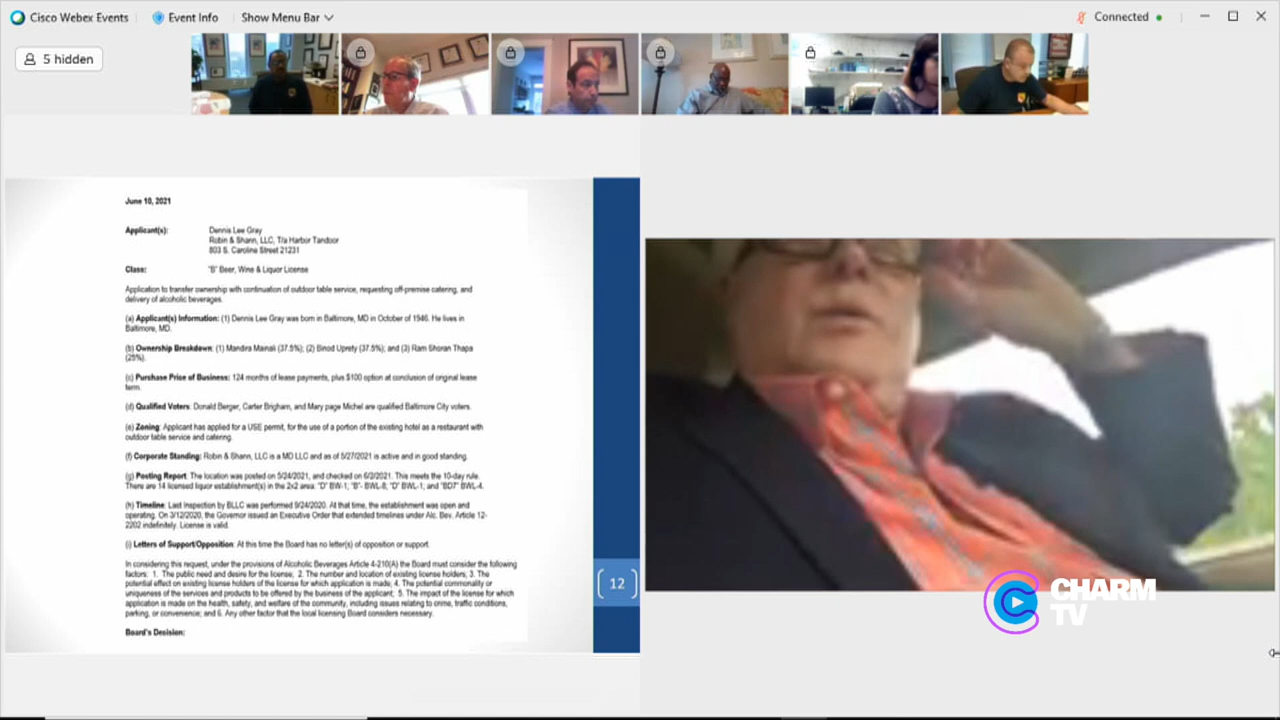 Cisco Webex Events
Event Info
Show Menu Bar
Connected
5 hidden
June 10, 2021
Applicant(s): Dennis Lee Gray
Robin & Shann, LLC, T/a Harbor Tandoor
803 S. Caroline Street 21231
Class: "B" Beer, Wine & Liquor License
Application to transfer ownership with continuation of outdoor table service, requesting off-premise catering, and
delivery of alcoholic beverages.
(a) Applicant(s) Information: (1) Dennis Lee Gray was born in Baltimore, MD in October of 1946. He lives in
Baltimore, MD.
(b) Ownership Breakdown: (1) Mandira Mainali (37.5%); (2) Binod Uprety (37.5%); and (3) Ram Shoran Thapa
(25%).
(c) Purchase Price of Business: 124 months of lease payments, plus $100 option at conclusion of original lease
term.
(d) Qualified Voters: Donald Berger, Carter Brigham, and Mary page Michel are qualified Baltimore City voters.
(e) Zoning: Applicant has applied for a USE permit, for the use of a portion of the existing hotel as a restaurant with
outdoor table service and catering.
(f) Corporate Standing: Robin & Shann, LLC is a MD LLC and as of 5/27/2021 is active and in good standing.
(g) Posting Report: The location was posted on 5/24/2021, and checked on 6/2/2021. This meets the 10-day rule.
There are 14 licensed liquor establishment(s) in the 2x2 area: "D" BW-1; "B"- BWL-8; "D" BWL-1; and "BD7" BWL-4.
(h) Timeline: Last Inspection by BLLC was performed 9/24/2020. At that time, the establishment was open and
operating. On 3/12/2020, the Governor issued an Executive Order that extended timelines under Alc. Bev. Article 12-
2202 indefinitely. License is valid.
(i) Letters of Support/Opposition: At this time the Board has no letter(s) of opposition or support.
In considering this request, under the provisions of Alcoholic Beverages Article 4-210(A) the Board must consider the following
factors: 1. The public need and desire for the license; 2. The number and location of existing license holders; 3. The
potential effect on existing license holders of the license for which application is made; 4. The potential commonality or
uniqueness of the services and products to be offered by the business of the applicant; 5. The impact of the license for which
application is made on the health, safety, and welfare of the community, including issues relating to crime, traffic conditions,
parking, or convenience; and 6. Any other factor that the local licensing Board considers necessary.
Board's Decision:
12
CHARM
TV